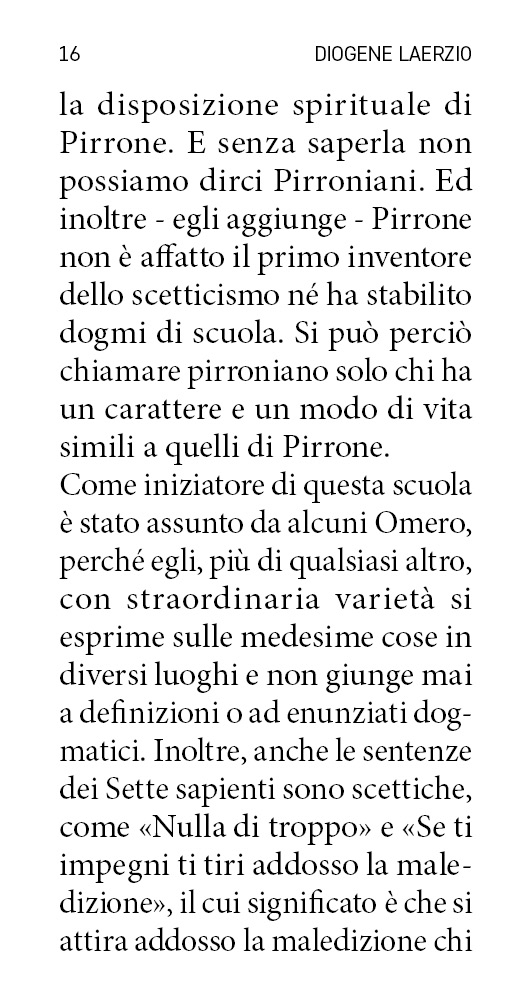 16 DIOGENE LAERZIO
la disposizione spirituale di
Pirrone. E senza saperla non
possiamo dirci Pirroniani. Ed
inoltre - egli aggiunge - Pirrone
non è affatto il primo inventore
dello scetticismo né ha stabilito
dogmi di scuola. Si può perciò
chiamare pirroniano solo chi ha
un carattere e un modo di vita
simili a quelli di Pirrone.
Come iniziatore di questa scuola
è stato assunto da alcuni Omero,
perché egli, più di qualsiasi altro,
con straordinaria varietà si
esprime sulle medesime cose in
diversi luoghi e non giunge mai
a definizioni o ad enunziati dog-
matici. Inoltre, anche le sentenze
dei Sette sapienti sono scettiche,
come «Nulla di troppo» e «Se ti
impegni ti tiri addosso la male-
dizione», il cui significato è che si
attira addosso la maledizione chi